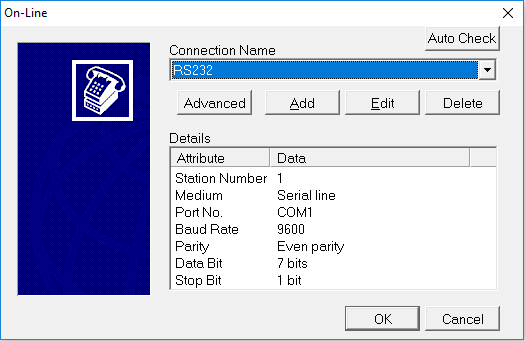 On-Line
Auto Check
Connection Name
RS232
Advanced Add Edit Delete
Details
Attribute Data
Station Number 1
Medium Serial line
Port No. COM1
Baud Rate 9600
Parity Even parity
Data Bit 7 bits
Stop Bit 1 bit
OK Cancel